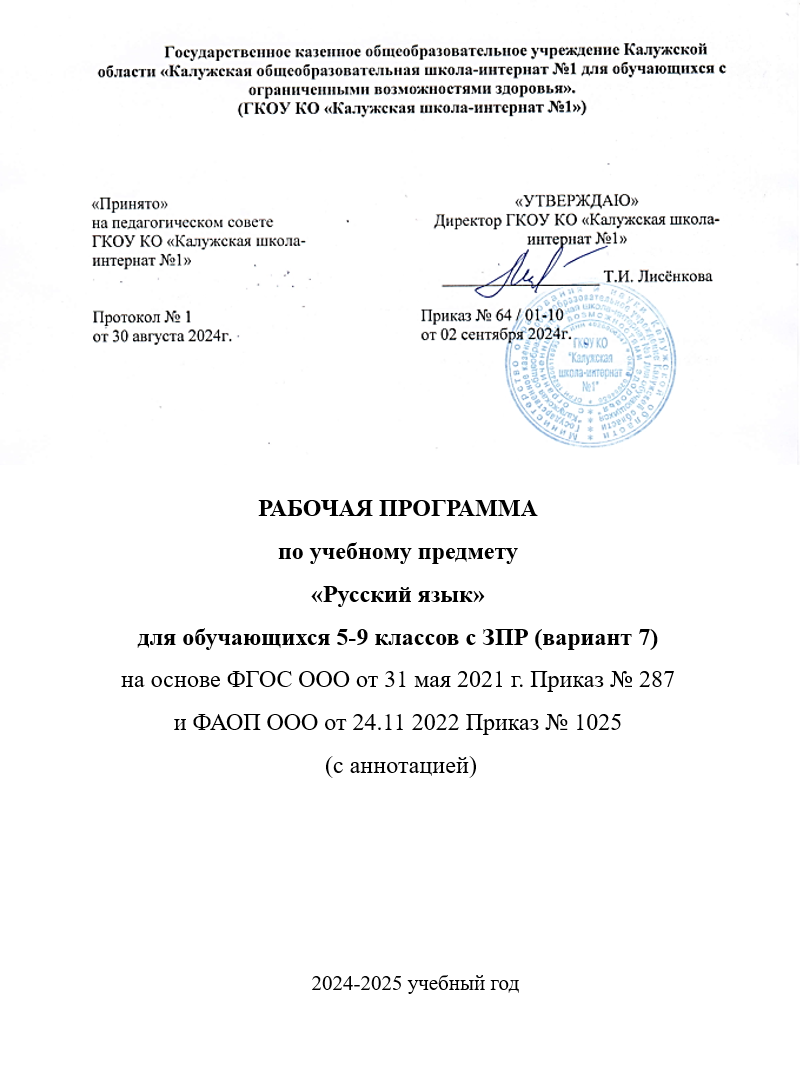 Государственное казенное общеобразовательное учреждение Калужской
области «Калужская общеобразовательная школа-интернат №1 для обучающихся с
ограниченными возможностями здоровья».
(ГКОУ КО «Калужская школа-интернат №1»)
«Принято»
на педагогическом совете
ГКОУ КО «Калужская школа-
интернат №1»
Протокол № 1
от 30 августа 2024г.
«УТВЕРЖДАЮ»
Директор ГКОУ КО «Калужская школа-
интернат №1»
Т.И. Лисёнкова
Приказ № 64 / 01-10
от 02 сентября 2024г.
ГКОУ КО
"Калужская
школа-интернат
№1"
РАБОЧАЯ ПРОГРАММА
по учебному предмету
«Русский язык»
для обучающихся 5-9 классов с ЗПР (вариант 7)
на основе ФГОС ООО от 31 мая 2021 г. Приказ № 287
и ФАОП ООО от 24.11 2022 Приказ № 1025
(с аннотацией)
2024-2025 учебный год